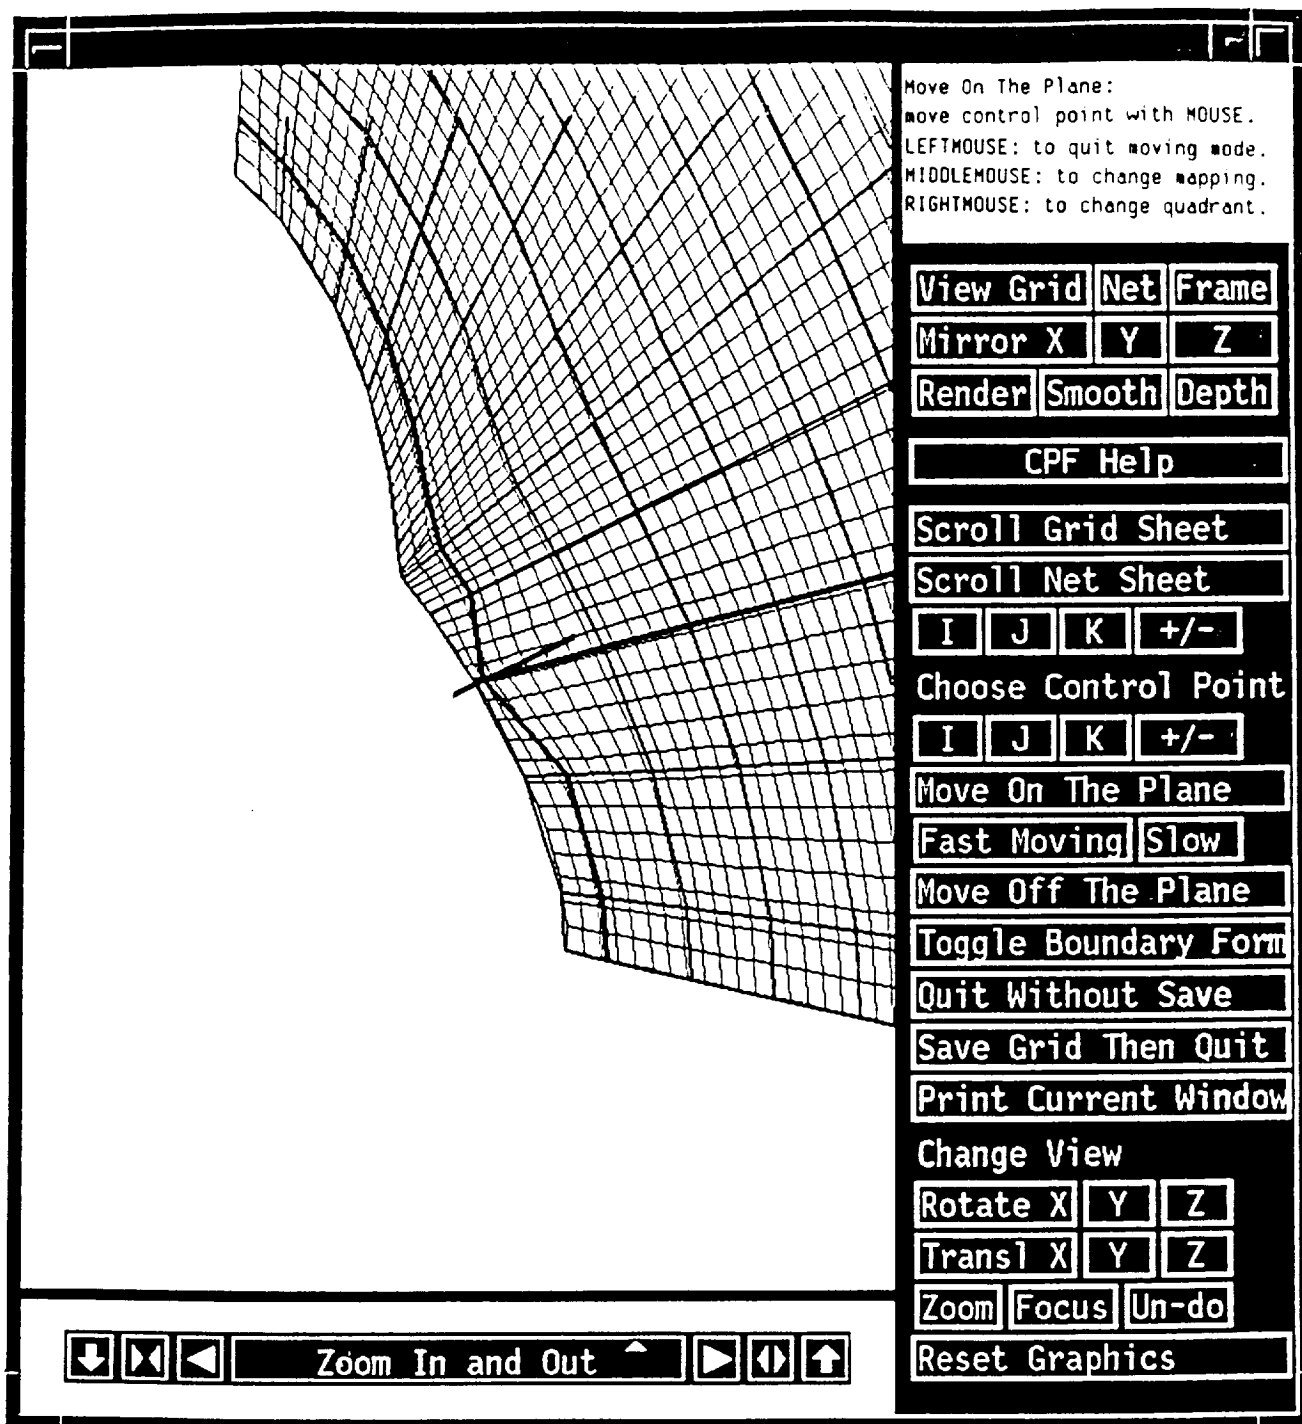 Move On The Plane:
move control point with MOUSE.
LEFTMOUSE: to quit moving mode.
MIDDLEMOUSE: to change mapping.
RIGHTMOUSE: to change quadrant.
View Grid Net Frame
Mirror X Y Z
Render Smooth Depth
CPF Help
Scroll Grid Sheet
Scroll Net Sheet
I J K +/-
Choose Control Point
I J K +/-
Move On The Plane
Fast Moving Slow
Move Off The Plane
Toggle Boundary Form
Quit Without Save
Save Grid Then Quit
Print Current Window
Change View
Rotate X Y Z
Transl X Y Z
Zoom Focus Un-do
Reset Graphics
Zoom In and Out